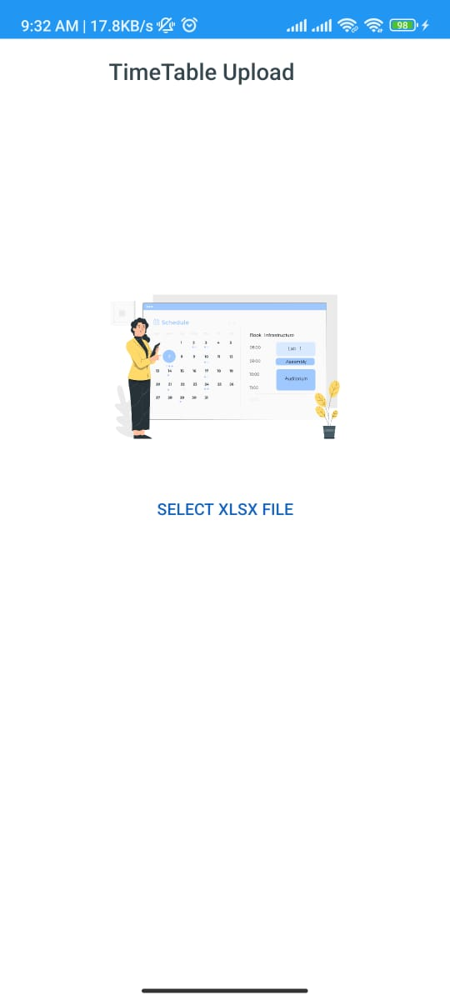 9:32 AM | 17.8KB/s
98
TimeTable Upload
Schedule
Book Infrastructure
1 2 3 4 5
08:00
Lab 1
7 8 9 10 11 12
09:00
Assembly
13 14 15 16 17 18 19
10:00
Auditorium
20 21 22 23 24 25 26
11:00
27 28 29 30 31
SELECT XLSX FILE